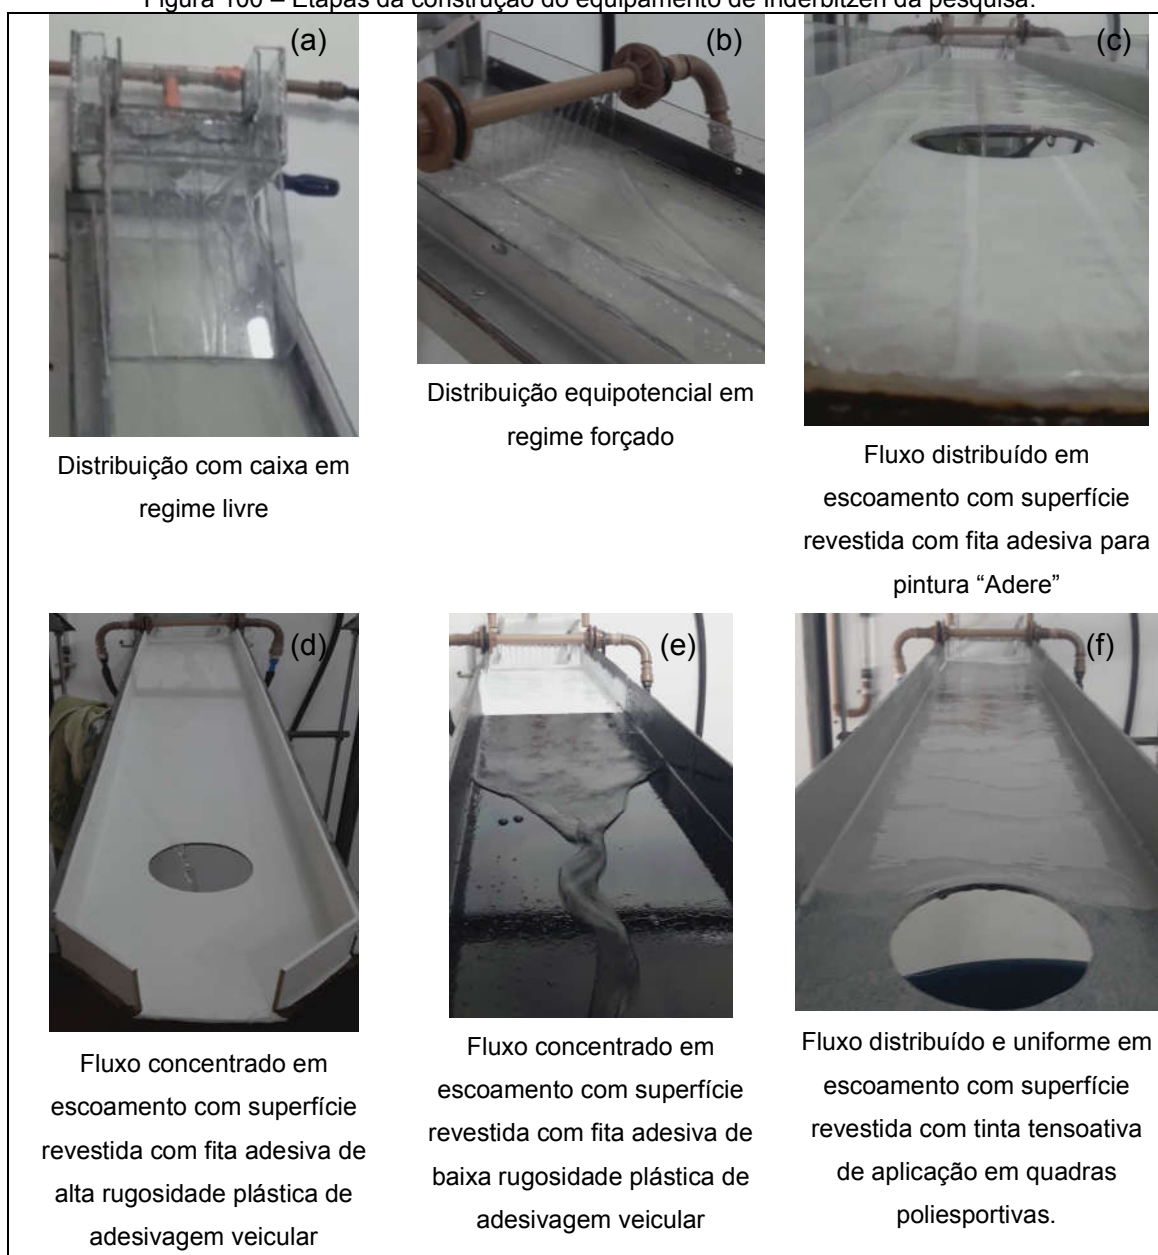 Figura 100 – Etapas da construção do equipamento de Inderbitzen da pesquisa.
(a)
(b)
(c)
Distribuição com caixa em
regime livre
Distribuição equipotencial em
regime forçado
Fluxo distribuído em
escoamento com superfície
revestida com fita adesiva para
pintura “Adere”
(d)
(e)
(f)
Fluxo concentrado em
escoamento com superfície
revestida com fita adesiva de
alta rugosidade plástica de
adesivagem veicular
Fluxo concentrado em
escoamento com superfície
revestida com fita adesiva de
baixa rugosidade plástica de
adesivagem veicular
Fluxo distribuído e uniforme em
escoamento com superfície
revestida com tinta tensoativa
de aplicação em quadras
poliesportivas.